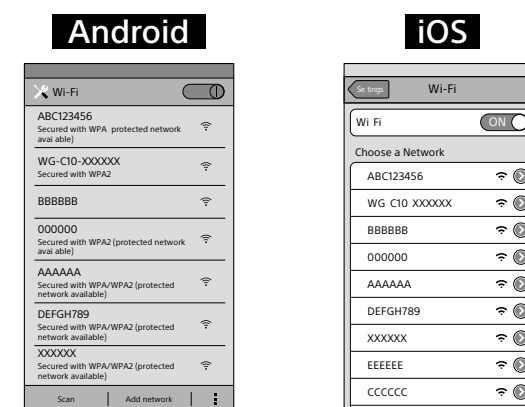 Android
Wi-Fi
ABC123456
Secured with WPA protected network
avai able)
WG-C10-XXXXXX
Secured with WPA2
BBBBBB
000000
Secured with WPA2 (protected network
avai able)
AAAAAA
Secured with WPA/WPA2 (protected
network available)
DEFGH789
Secured with WPA/WPA2 (protected
network available)
XXXXXX
Secured with WPA/WPA2 (protected
network available)
Scan Add network
iOS
Se tings Wi-Fi
Wi Fi ON
Choose a Network
ABC123456
WG C10 XXXXXX
BBBBBB
000000
AAAAAA
DEFGH789
XXXXXX
EEEEEE
CCCCCC